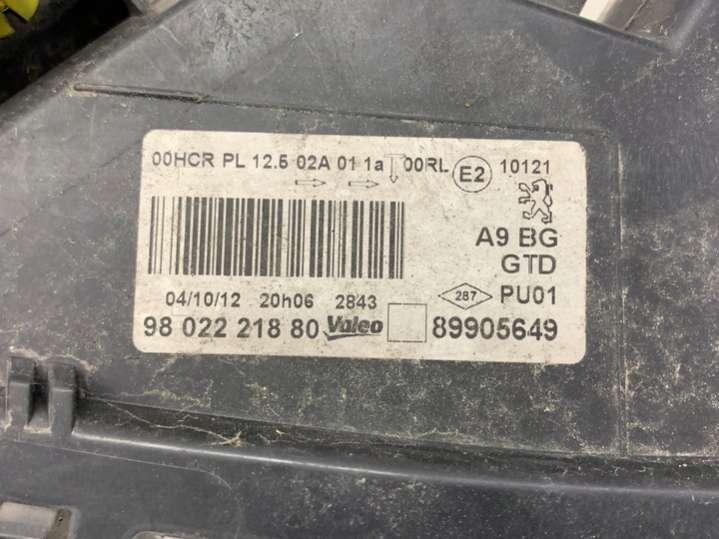 00HCR PL 12.5 02A 01 1a 00RL E2 10121
A9 BG
GTD
04/10/12 20h06 2843 287 PU01
98 022 218 80 Valeo 89905649